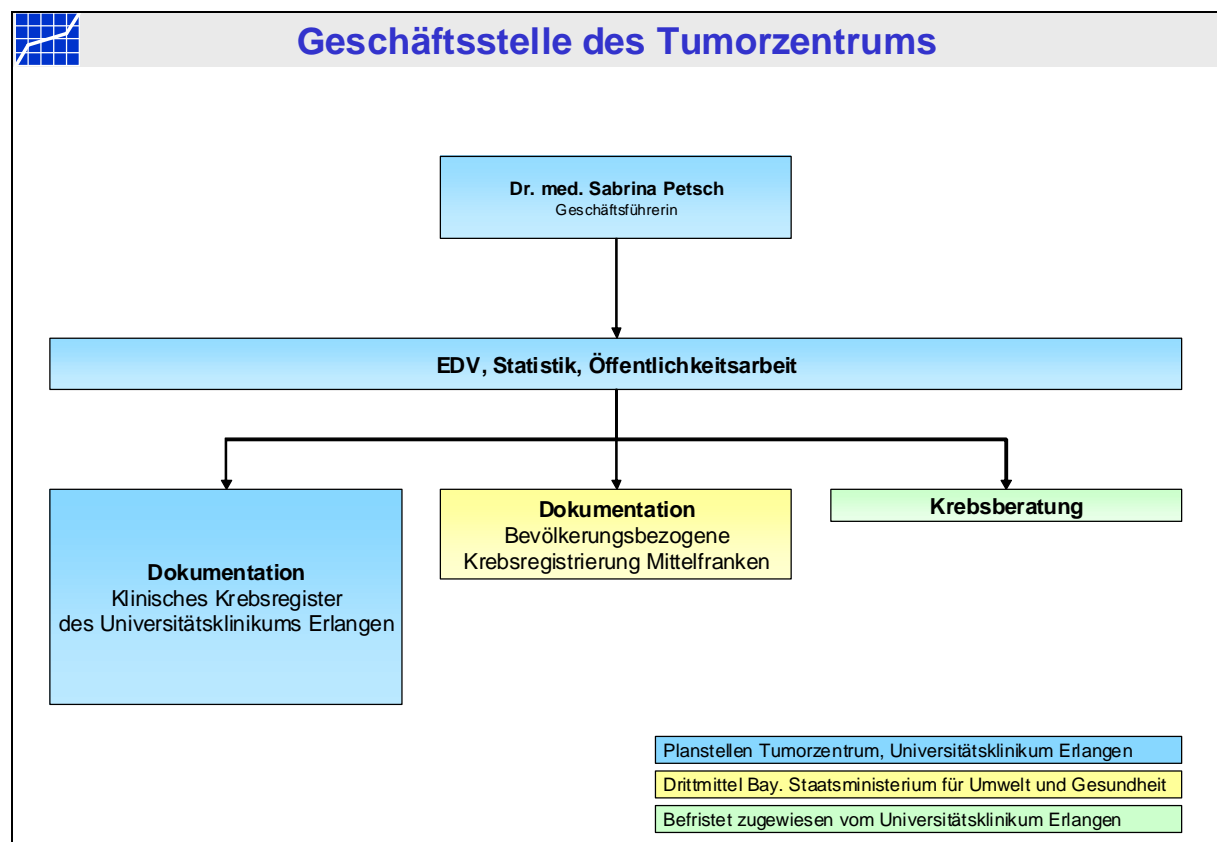 Geschäftsstelle des Tumorzentrums
Dr. med. Sabrina Petsch
Geschäftsführerin
EDV, Statistik, Öffentlichkeitsarbeit
Dokumentation
Klinisches Krebsregister
des Universitätsklinikums Erlangen
Dokumentation
Bevölkerungsbezogene
Krebsregistrierung Mittelfranken
Krebsberatung
Planstellen Tumorzentrum, Universitätsklinikum Erlangen
Drittmittel Bay. Staatsministerium für Umwelt und Gesundheit
Befristet zugewiesen vom Universitätsklinikum Erlangen